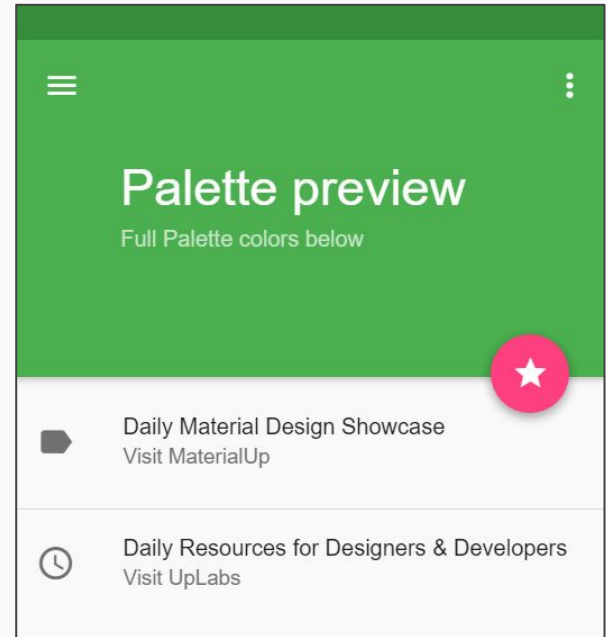 Palette preview
Full Palette colors below
Daily Material Design Showcase
Visit MaterialUp
Daily Resources for Designers & Developers
Visit UpLabs